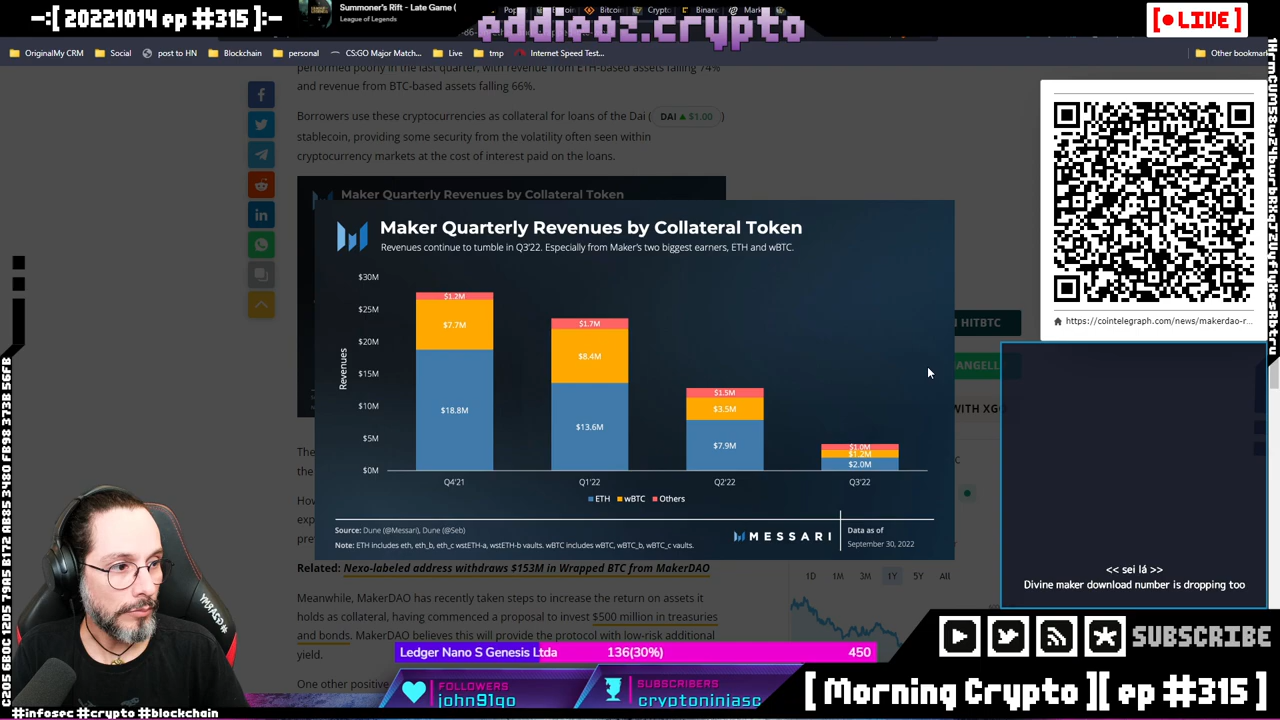 -:[ 20221014 ep #315 ]:-
Summoner's Rift - Late Game (
League of Legends
Bitcoin
Crypto
Binanc
eddieoz.crypto
[● LIVE]
OriginalMy CRM
Social
post to HN
Blockchain
personal
CS:GO Major Match...
Live
tmp
Internet Speed Test...
Other bookmar
performed poorly in the last quarter, with revenue from ETH-based assets falling 74%
and revenue from BTC-based assets falling 66%.
Borrowers use these cryptocurrencies as collateral for loans of the Dai ( DAI ▲ $1.00 )
stablecoin, providing some security from the volatility often seen within
cryptocurrency markets at the cost of interest paid on the loans.
Maker Quarterly Revenues by Collateral Token
Maker Quarterly Revenues by Collateral Token
Revenues continue to tumble in Q3'22. Especially from Maker's two biggest earners, ETH and wBTC.
Revenues
$30M
$25M
$20M
$15M
$10M
$5M
$0M
$1.2M
$7.7M
$18.8M
$1.7M
$8.4M
$13.6M
$1.5M
$3.5M
$7.9M
$1.0M
$1.2M
$2.0M
Q4'21
Q1'22
Q2'22
Q3'22
ETH
wBTC
Others
Source: Dune (@Messari), Dune (@Seb)
Note: ETH includes eth, eth_b, eth_c wstETH-a, wstETH-b vaults. wBTC includes wBTC, wBTC_b, wBTC_c vaults.
MESSARI
Data as of
September 30, 2022
N HITBTC
ANGELL
WITH XG
https://cointelegraph.com/news/makerdao-r...
<< sei lá >>
Divine maker download number is dropping too
Related: Nexo-labeled address withdraws $153M in Wrapped BTC from MakerDAO
1D
1M
3M
1Y
5Y
All
Meanwhile, MakerDAO has recently taken steps to increase the return on assets it
holds as collateral, having commenced a proposal to invest $500 million in treasuries
and bonds. MakerDAO believes this will provide the protocol with low-risk additional
yield.
One other positive
Ledger Nano S Genesis Ltda
136(30%)
450
FOLLOWERS
john91qo
SUBSCRIBERS
cryptoninjasc
SUBSCRIBE
[ Morning Crypto ][ ep #315 ]
#infosec #crypto #blockchain